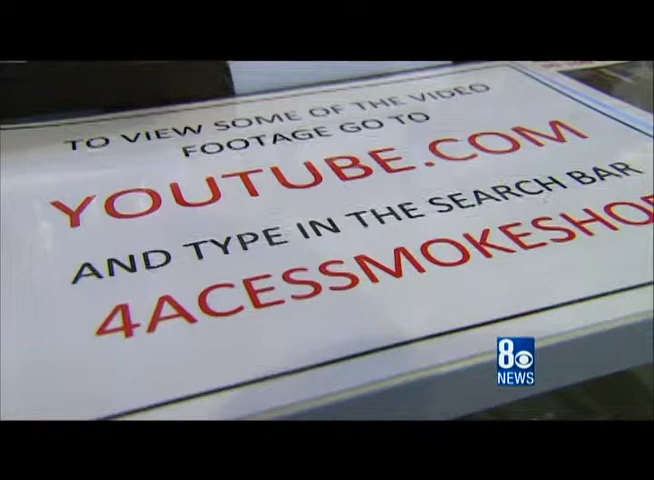 TO VIEW SOME OF THE VIDEO
FOOTAGE GO TO
YOUTUBE.COM
AND TYPE IN THE SEARCH BAR
4ACESSMOKESHOP
8 NEWS